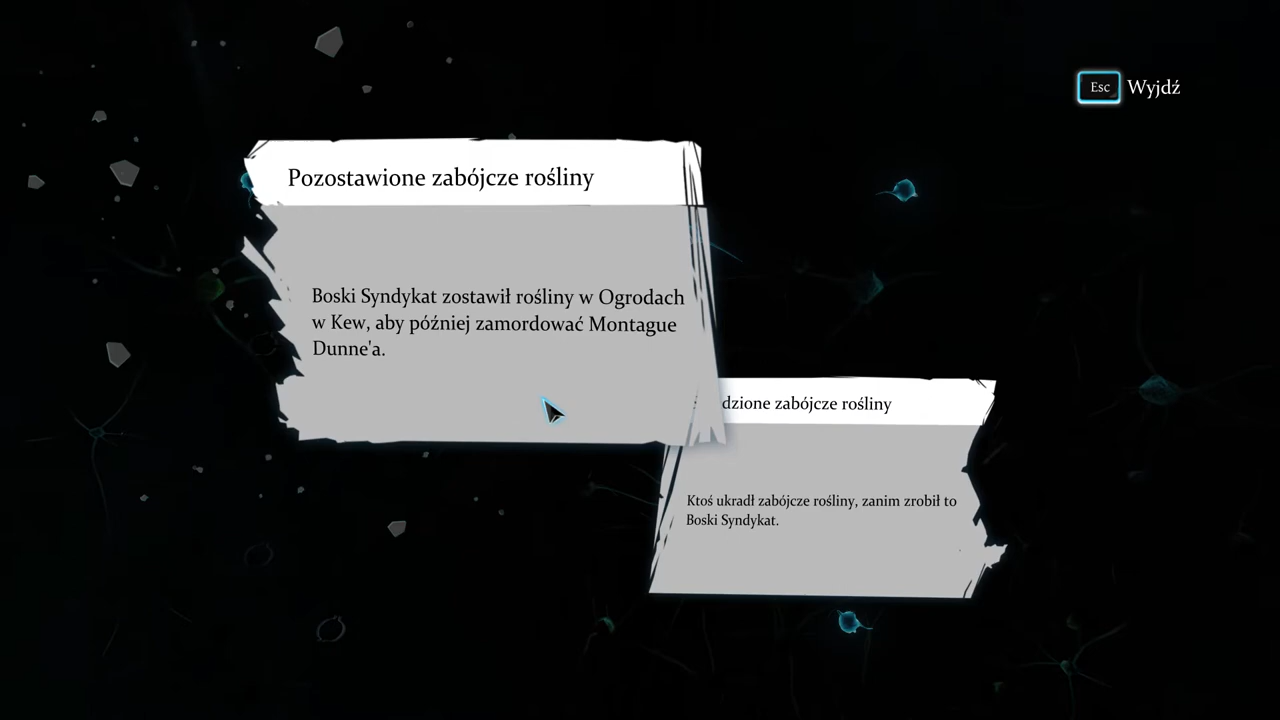 Esc Wyjdź
Pozostawione zabójcze rośliny
Boski Syndykat zostawił rośliny w Ogrodach
w Kew, aby później zamordować Montague
Dunne'a.
zabójcze rośliny
Ktoś ukradł zabójcze rośliny, zanim zrobił to
Boski Syndykat.